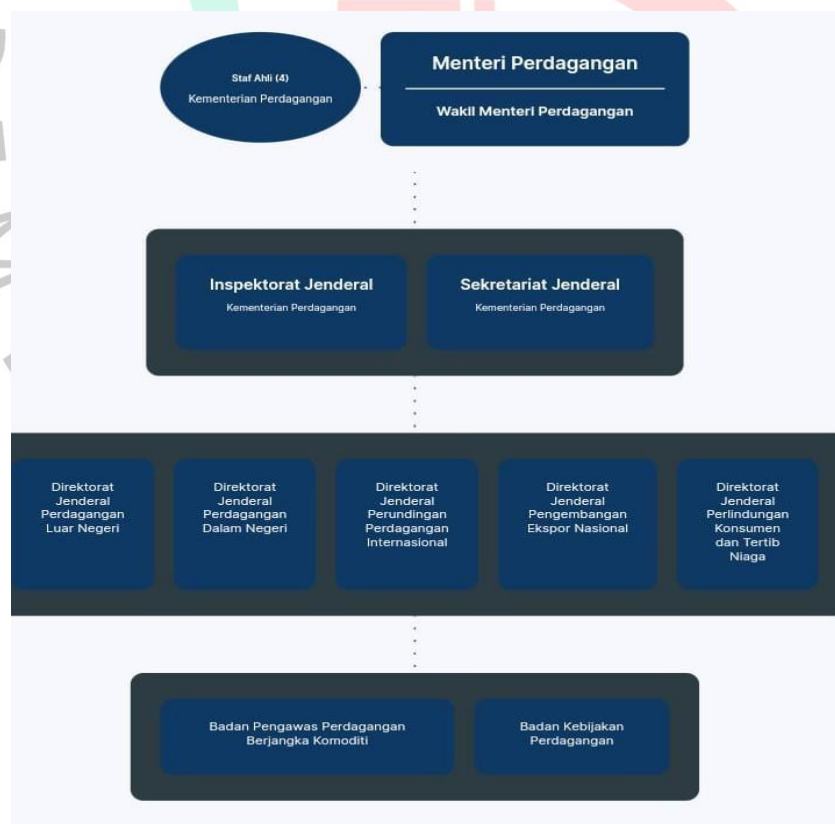 Staf Ahli (4)
Kementerian Perdagangan
Menteri Perdagangan
Wakil Menteri Perdagangan
Inspektorat Jenderal
Kementerian Perdagangan
Sekretariat Jenderal
Kementerian Perdagangan
Direktorat
Jenderal
Perdagangan
Luar Negeri
Direktorat
Jenderal
Perdagangan
Dalam Negeri
Direktorat
Jenderal
Perundingan
Perdagangan
Internasional
Direktorat
Jenderal
Pengembangan
Ekspor Nasional
Direktorat
Jenderal
Perlindungan
Konsumen
dan Tertib
Niaga
Badan Pengawas Perdagangan
Berjangka Komoditi
Badan Kebijakan
Perdagangan